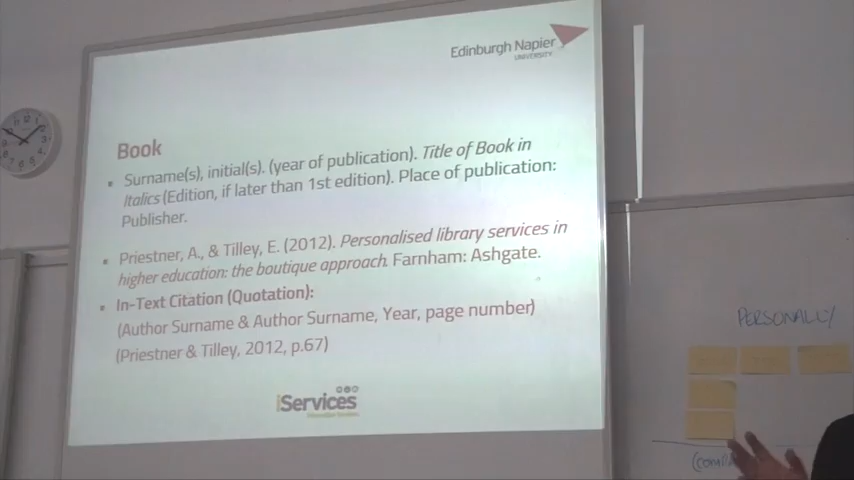 Edinburgh Napier
UNIVERSITY
Book
Surname(s), initial(s). (year of publication). Title of Book in
Italics (Edition, if later than 1st edition). Place of publication:
Publisher.
Priestner, A., & Tilley, E. (2012). Personalised library services in
higher education: the boutique approach. Farnham: Ashgate.
In-Text Citation (Quotation):
(Author Surname & Author Surname, Year, page number)
(Priestner & Tilley, 2012, p.67)
iServices
PERSONALLY